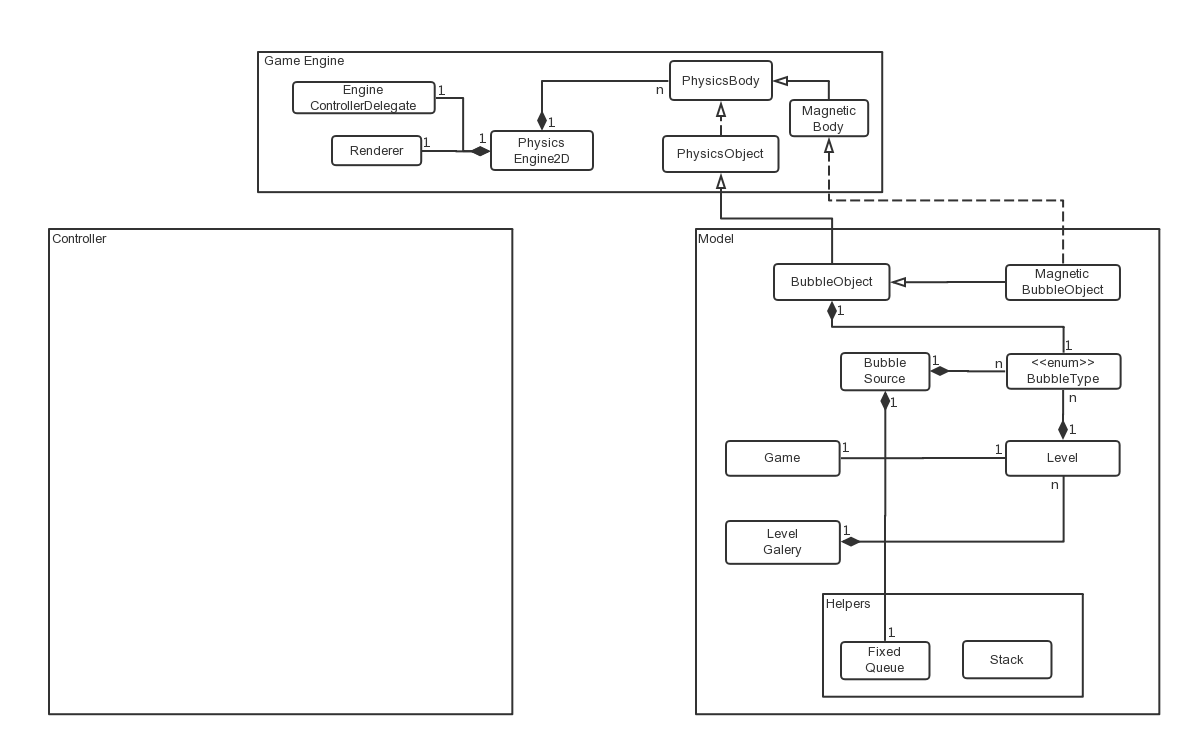 Game Engine
Engine
ControllerDelegate
1
Renderer
1
1
Physics
Engine2D
1
n
PhysicsBody
Magnetic
Body
PhysicsObject
Controller
Model
BubbleObject
1
Magnetic
BubbleObject
1
Bubble
Source
1
n
<<enum>>
BubbleType
1
n
1
Game
1
1
Level
n
Level
Galery
1
Helpers
1
Fixed
Queue
Stack